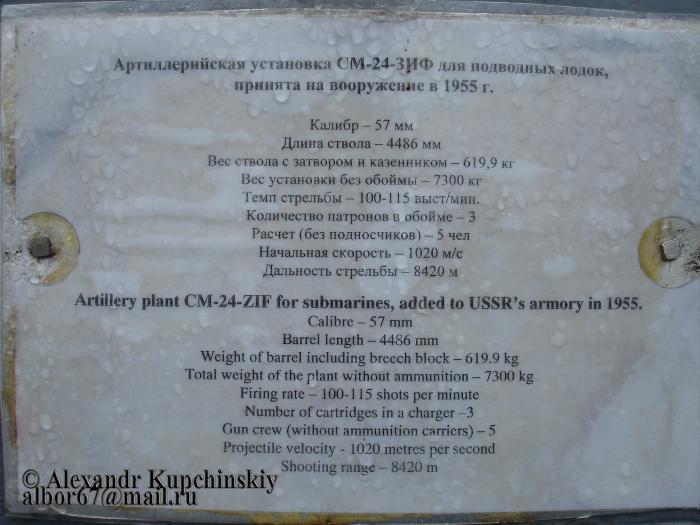 Артиллерийская установка СМ-24-ЗИФ для подводных лодок,
принята на вооружение в 1955 г.
Калибр – 57 мм
Длина ствола – 4486 мм
Вес ствола с затвором и казенником – 619,9 кг
Вес установки без обоймы – 7300 кг
Темп стрельбы – 100-115 выст/мин.
Количество патронов в обойме – 3
Расчет (без подносчиков) – 5 чел
Начальная скорость – 1020 м/с
Дальность стрельбы – 8420 м
Artillery plant CM-24-ZIF for submarines, added to USSR's armory in 1955.
Calibre – 57 mm
Barrel length – 4486 mm
Weight of barrel including breech block – 619.9 kg
Total weight of the plant without ammunition – 7300 kg
Firing rate – 100-115 shots per minute
Number of cartridges in a charger –3
Gun crew (without ammunition carriers) – 5
Projectile velocity - 1020 metres per second
Shooting range – 8420 m
© Alexandr Kupchinskiy
albor67@mail.ru